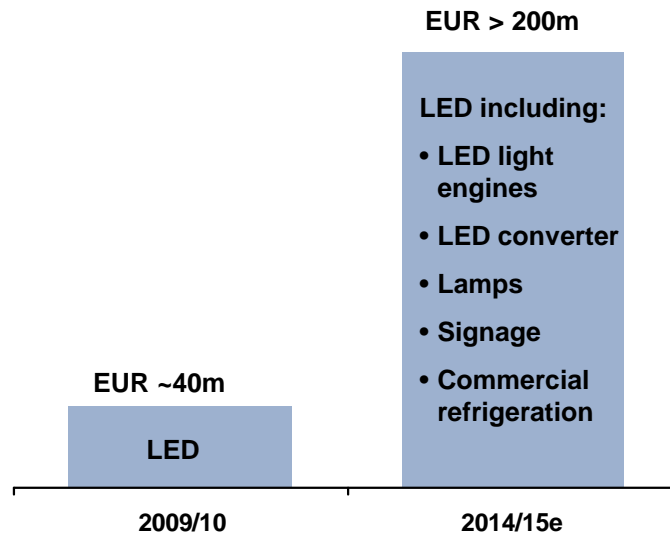 EUR > 200m
LED including:
• LED light
engines
• LED converter
• Lamps
• Signage
• Commercial
refrigeration
EUR ~40m
LED
2009/10
2014/15e